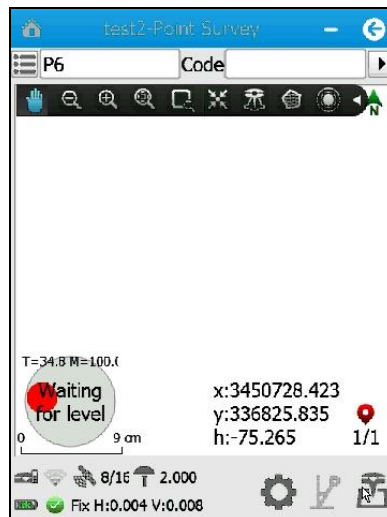 test2-Point Survey
P6 Code
N
T=34.8 M=100.0
Waiting
for level
0 9 cm
x:3450728.423
y:336825.835
h:-75.265
1/1
8/16 2.000
Fix H:0.004 V:0.008